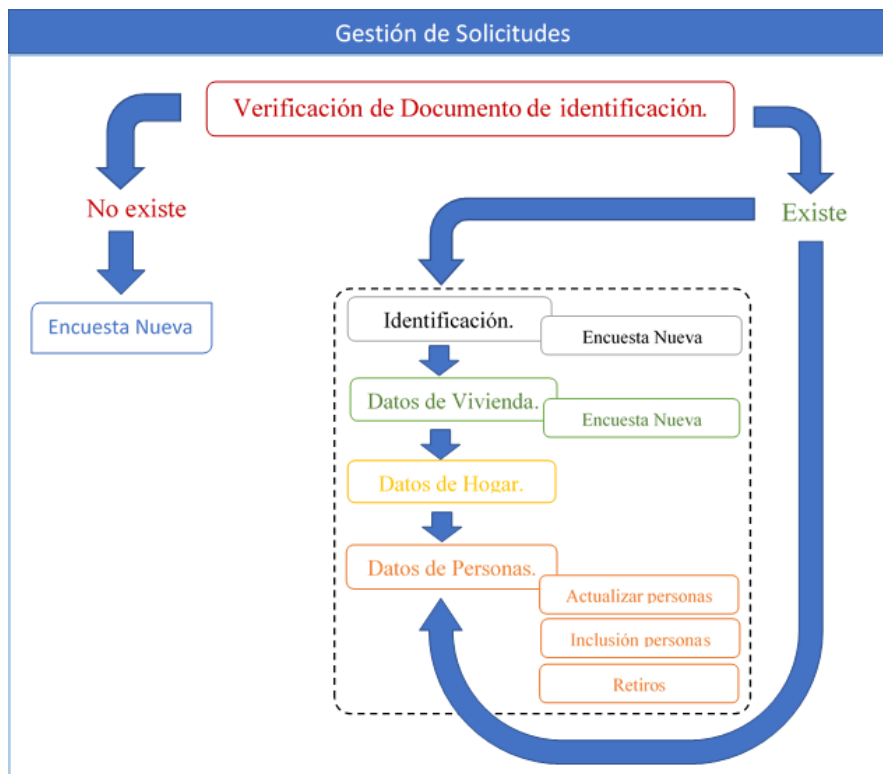 Gestión de Solicitudes
Verificación de Documento de identificación.
No existe
Existe
Encuesta Nueva
Identificación.
Encuesta Nueva
Datos de Vivienda.
Encuesta Nueva
Datos de Hogar.
Datos de Personas.
Actualizar personas
Inclusión personas
Retiros